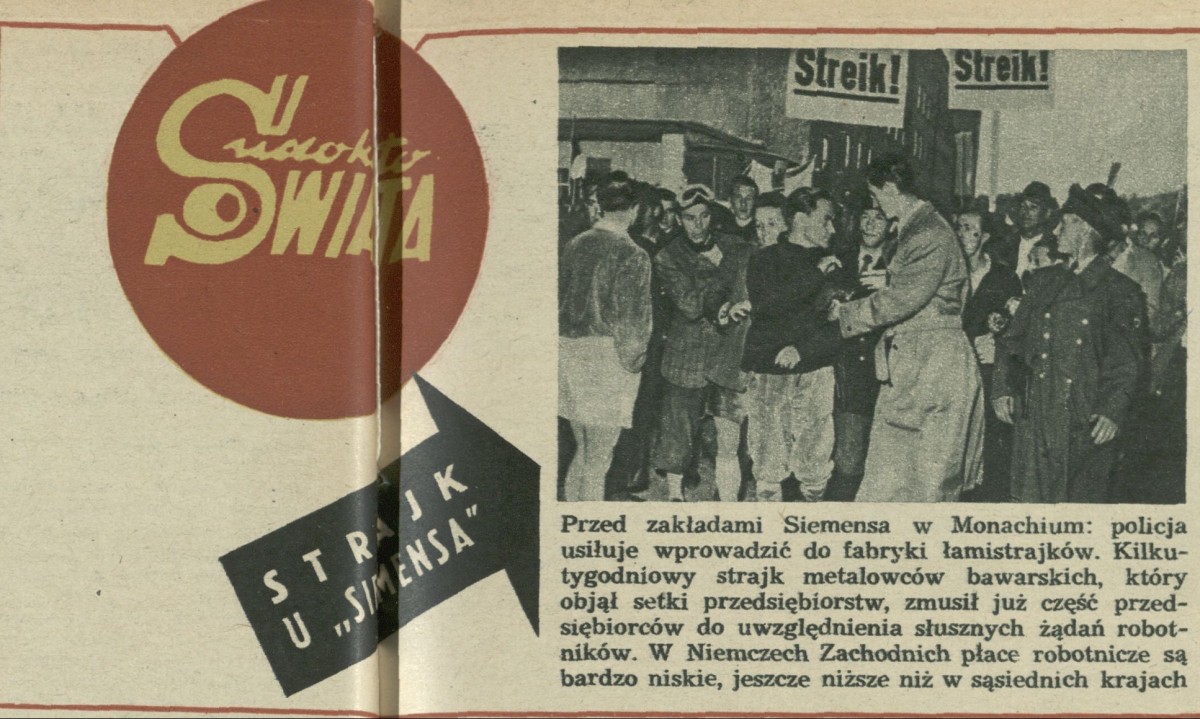 Wudokto
ŚWIATA
STRAJK
U „SIMENSA”
Streik!
Streik!
Przed zakładami Siemensa w Monachium: policja
usiłuje wprowadzić do fabryki łamistrajków. Kilku-
tygodniowy strajk metalowców bawarskich, który
objął setki przedsiębiorstw, zmusił już część przed-
siębiorców do uwzględnienia słusznych żądań robot-
ników. W Niemczech Zachodnich płace robotnicze są
bardzo niskie, jeszcze niższe niż w sąsiednich krajach